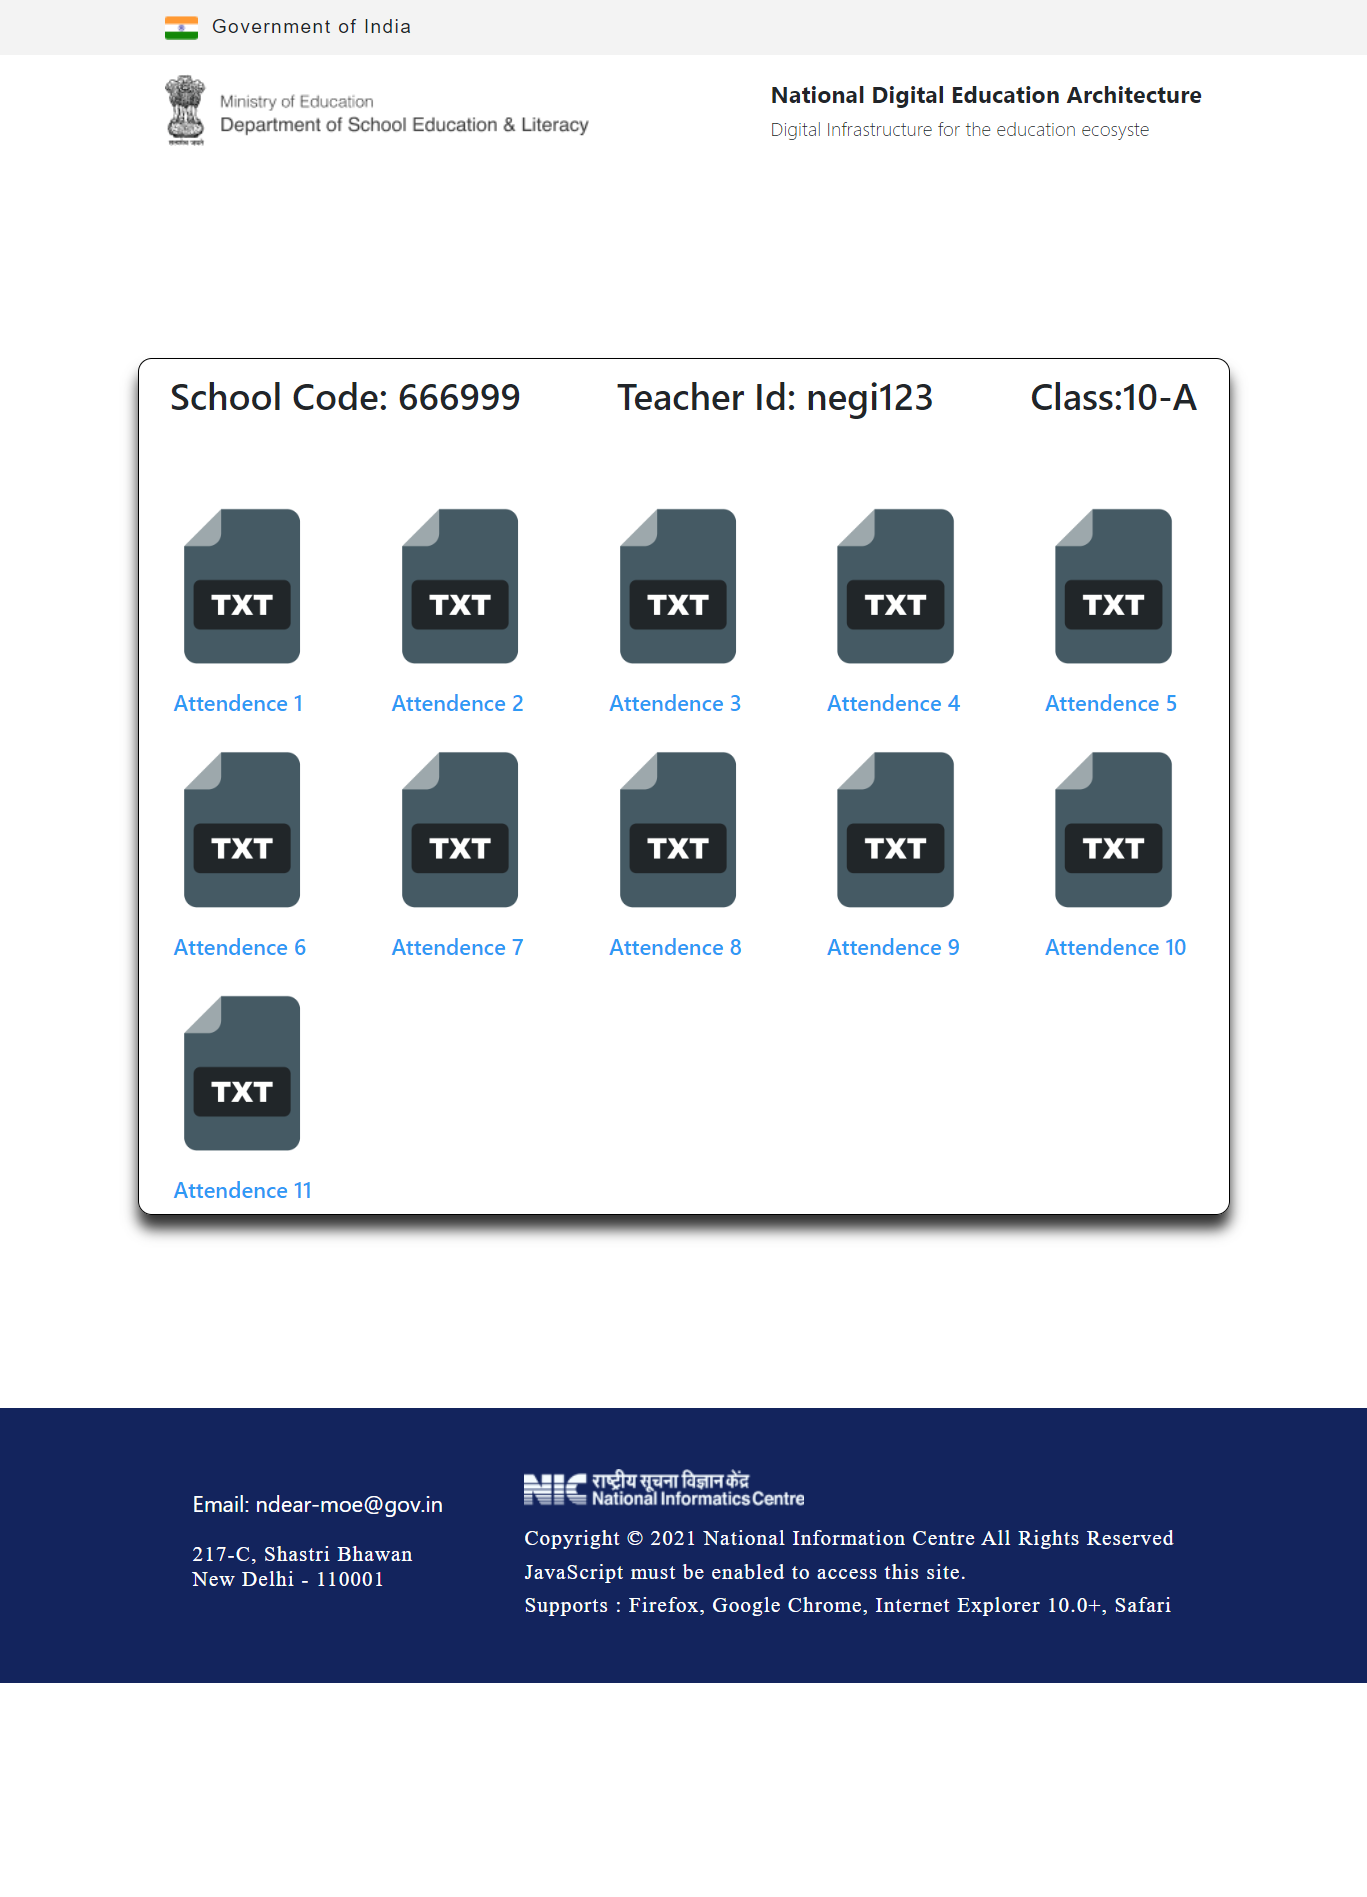 Government of India
Ministry of Education
Department of School Education & Literacy
National Digital Education Architecture
Digital Infrastructure for the education ecosyste
School Code: 666999 Teacher Id: negi123 Class:10-A
TXT TXT TXT TXT TXT
Attendence 1 Attendence 2 Attendence 3 Attendence 4 Attendence 5
TXT TXT TXT TXT TXT
Attendence 6 Attendence 7 Attendence 8 Attendence 9 Attendence 10
TXT
Attendence 11
Email: ndear-moe@gov.in
217-C, Shastri Bhawan
New Delhi - 110001
NIC राष्ट्रीय सूचना विज्ञान केंद्र
National Informatics Centre
Copyright © 2021 National Information Centre All Rights Reserved
JavaScript must be enabled to access this site.
Supports : Firefox, Google Chrome, Internet Explorer 10.0+, Safari